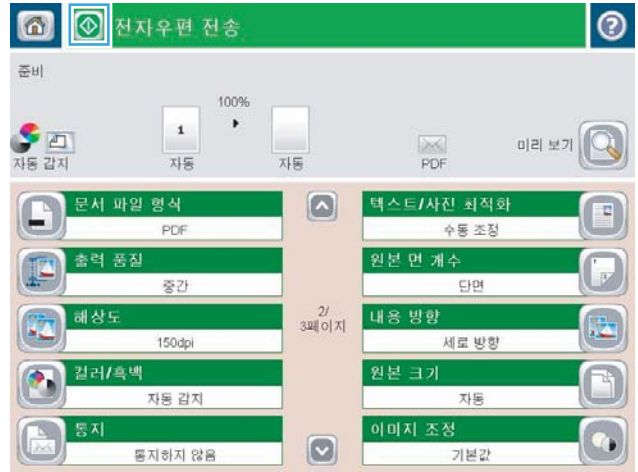 전자우편 전송
준비
100%
1
자동 감지
자동
자동
PDF
미리 보기
문서 파일 형식
PDF
출력 품질
중간
해상도
150dpi
컬러/흑백
자동 감지
통지
통지하지 않음
2/
3페이지
텍스트/사진 최적화
수동 조정
원본 면 개수
단면
내용 방향
세로 방향
원본 크기
자동
이미지 조정
기본값